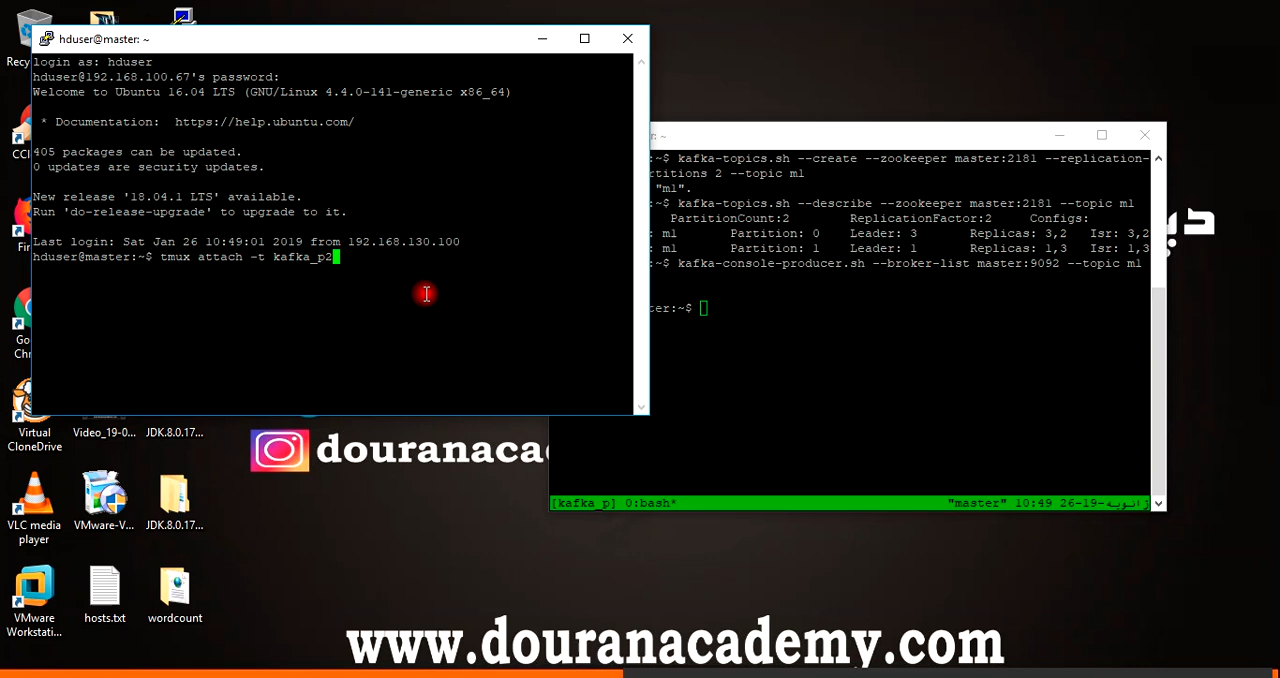 Recy
hduser@master: ~
login as: hduser
hduser@192.168.100.67's password:
Welcome to Ubuntu 16.04 LTS (GNU/Linux 4.4.0-141-generic x86_64)
* Documentation: https://help.ubuntu.com/
405 packages can be updated.
0 updates are security updates.
New release '18.04.1 LTS' available.
Run 'do-release-upgrade' to upgrade to it.
Last login: Sat Jan 26 10:49:01 2019 from 192.168.130.100
hduser@master:~$ tmux attach -t kafka_p2
: ~
:~$ kafka-topics.sh --create --zookeeper master:2181 --replication-
rtitions 2 --topic ml
"ml".
:~$ kafka-topics.sh --describe --zookeeper master:2181 --topic ml
PartitionCount:2 ReplicationFactor:2 Configs:
: ml Partition: 0 Leader: 3 Replicas: 3,2 Isr: 3,2
: ml Partition: 1 Leader: 1 Replicas: 1,3 Isr: 1,3
:~$ kafka-console-producer.sh --broker-list master:9092 --topic ml
ter:~$
[kafka_p] 0:bash* "master" 10:49 26-ژانویه-19
CCl
Fir
Go
Chr
Virtual
CloneDrive
Video_19-0...
JDK.8.0.17...
douranaca
VLC media
player
VMware-V...
JDK.8.0.17...
VMware
Workstati...
hosts.txt
wordcount
www.douranacademy.com